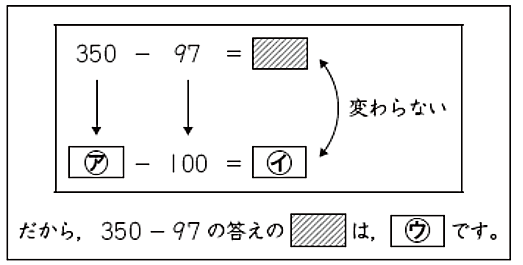 350 − 97 =
変わらない
㋐ − 100 = ㋑
だから，350 − 97 の答えの は，㋒ です。